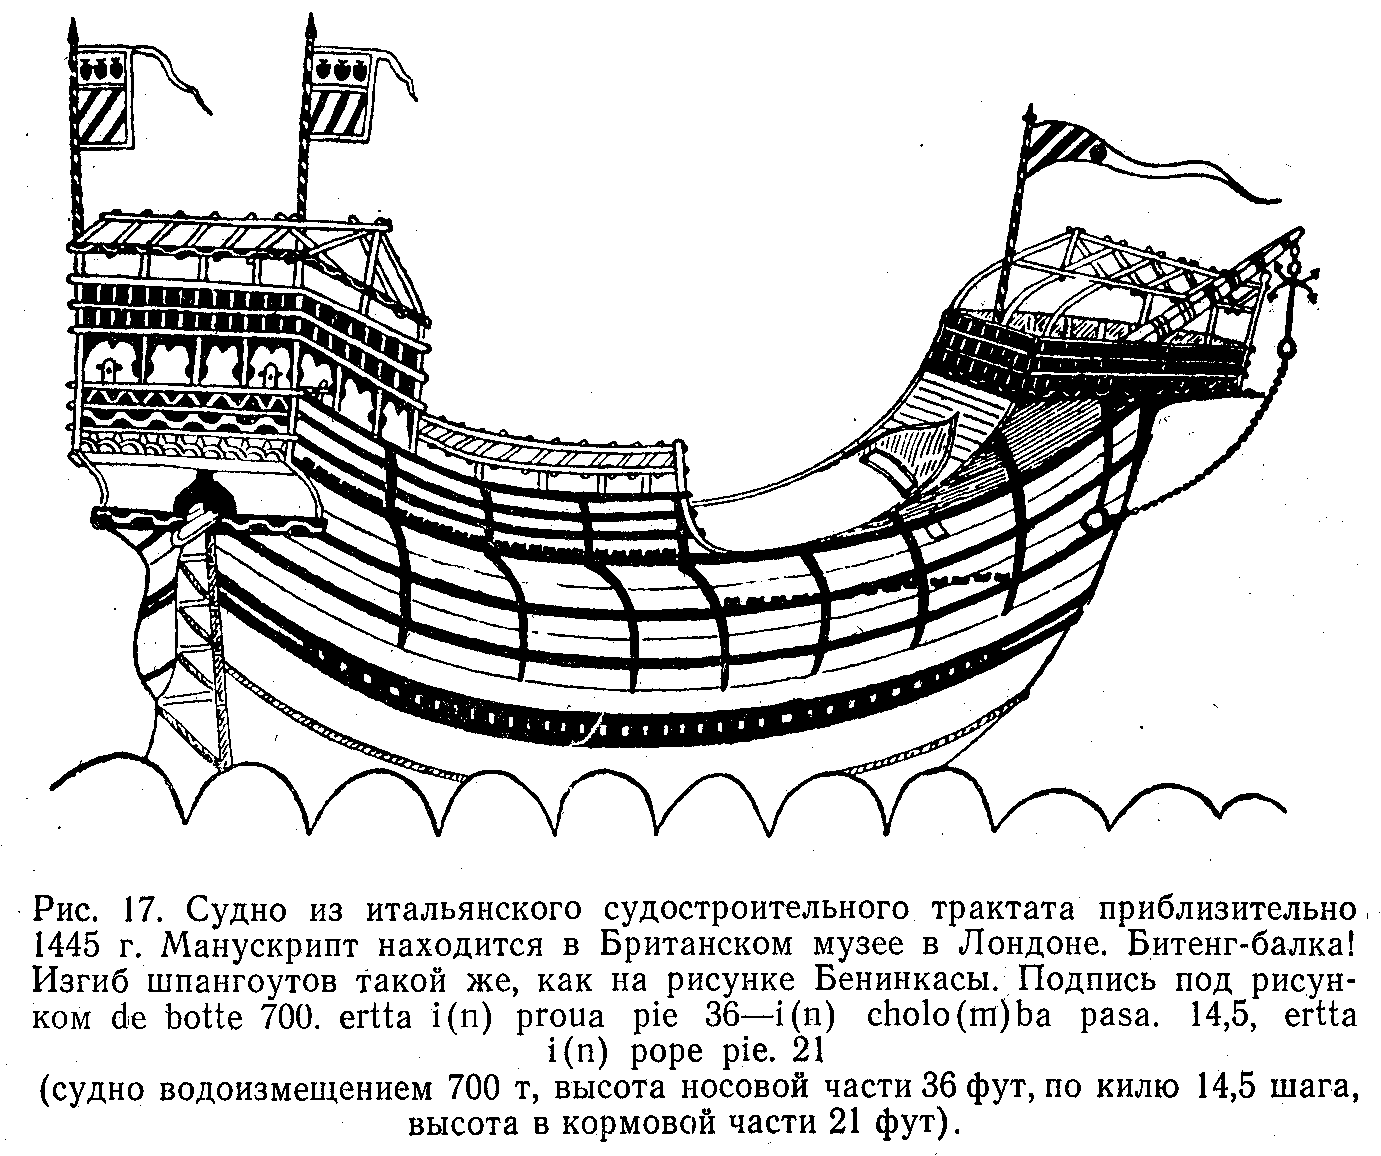 Рис. 17. Судно из итальянского судостроительного трактата приблизительно
1445 г. Манускрипт находится в Британском музее в Лондоне. Битенг-балка!
Изгиб шпангоутов такой же, как на рисунке Бенинкасы. Подпись под рисун-
ком de botte 700. ertta i(n) proua pie 36—i(n) cholo(m)ba pasa. 14,5, ertta
i(n) pope pie. 21
(судно водоизмещением 700 т, высота носовой части 36 фут, по килю 14,5 шага,
высота в кормовой части 21 фут).